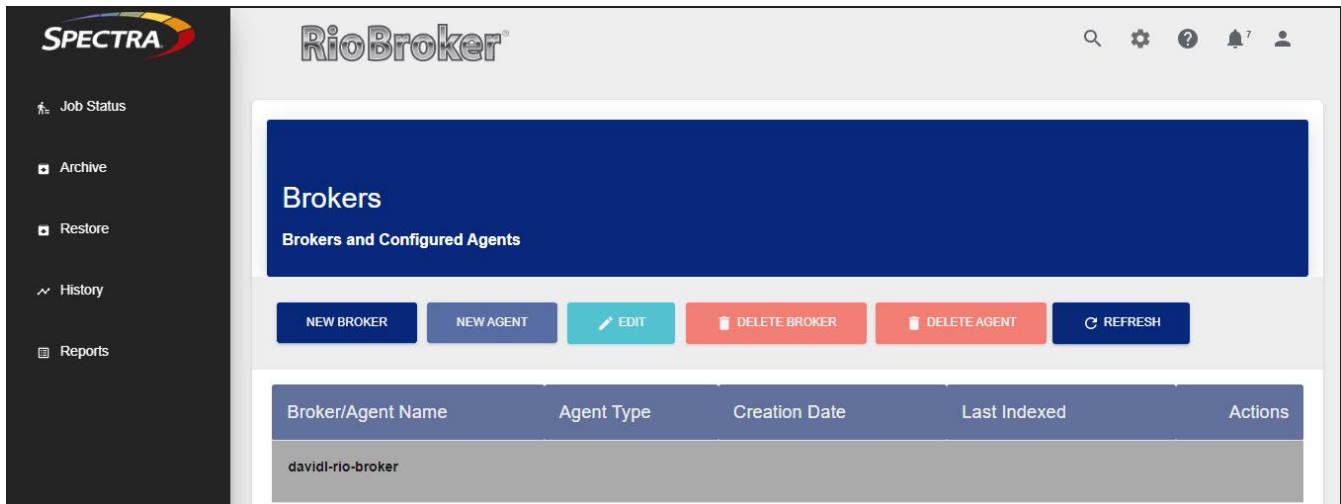 SPECTRA
RioBroker®
7
Job Status
Archive
Restore
History
Reports
Brokers
Brokers and Configured Agents
NEW BROKER NEW AGENT EDIT DELETE BROKER DELETE AGENT REFRESH
Broker/Agent Name Agent Type Creation Date Last Indexed Actions
davidl-rio-broker